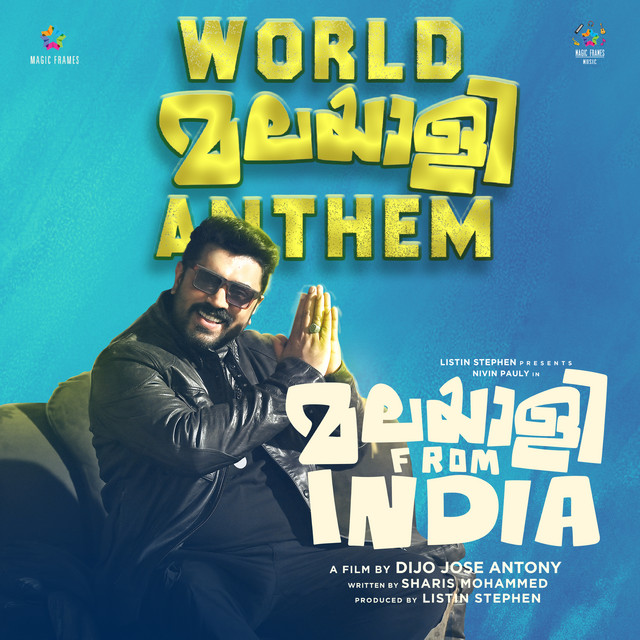 MAGIC FRAMES
MAGIC FRAMES
MUSIC
WORLD
മലയാളി
ANTHEM
LISTIN STEPHEN PRESENTS
NIVIN PAULY IN
മലയാളി
FROM
INDIA
A FILM BY DIJO JOSE ANTONY
WRITTEN BY SHARIS MOHAMMED
PRODUCED BY LISTIN STEPHEN